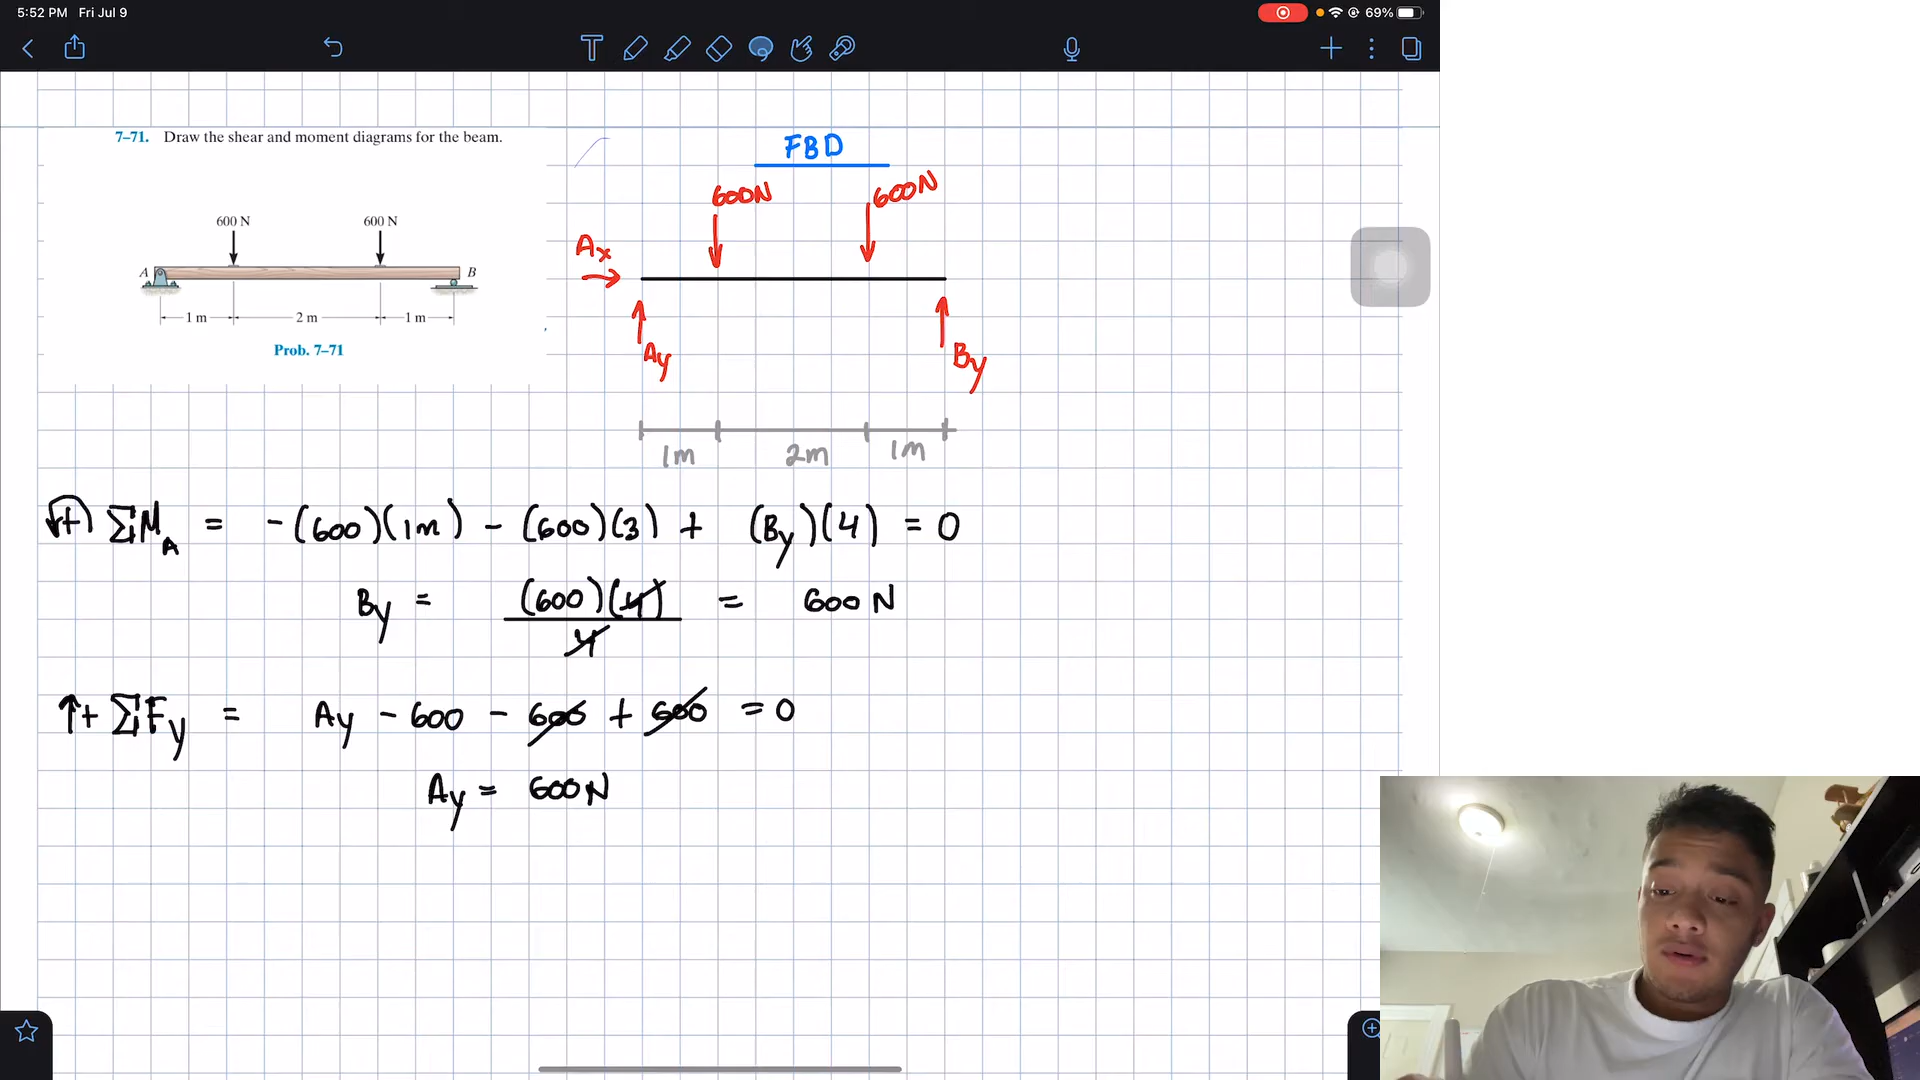 5:52 PM Fri Jul 9
69%
7–71. Draw the shear and moment diagrams for the beam.
600 N 600 N
A B
1 m 2 m 1 m
Prob. 7–71
FBD
600N 600N
Ax
Ay By
1m 2m 1m
+) ΣM_A = -(600)(1m) - (600)(3) + (By)(4) = 0
By = (600)(4) = 600 N
4
↑+ ΣFy = Ay - 600 - 600 + 600 = 0
Ay = 600N